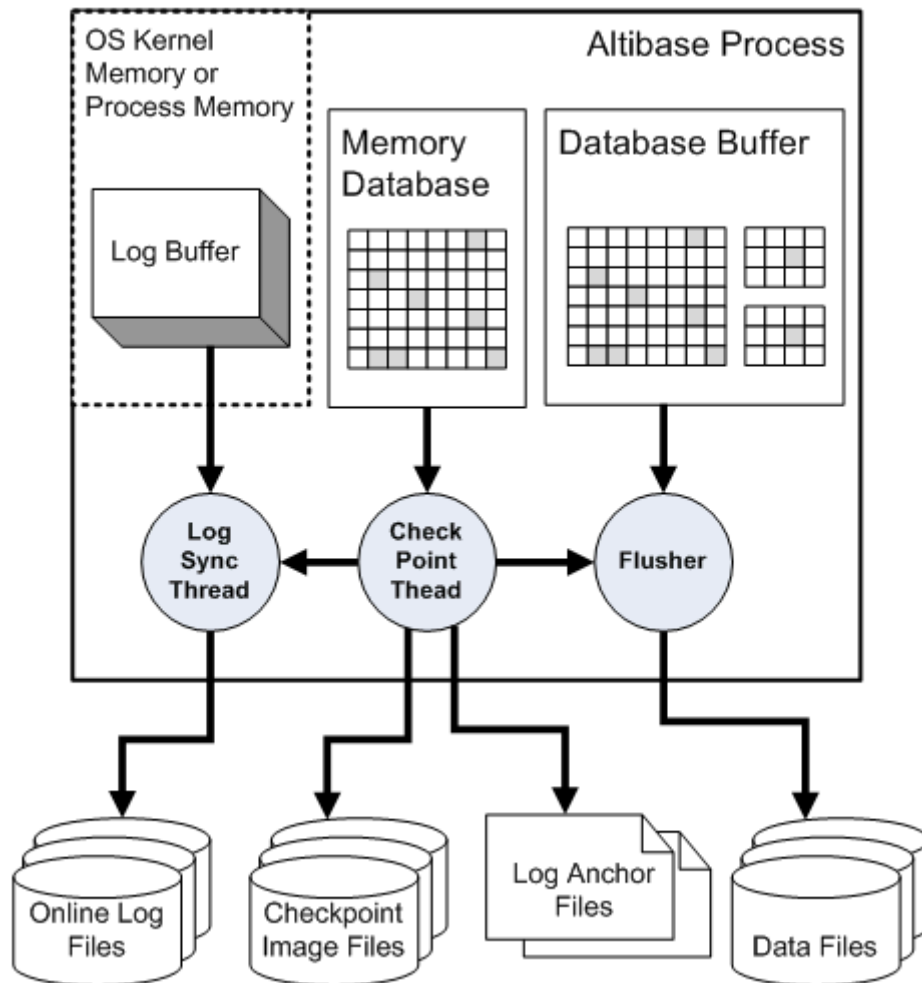 OS Kernel
Memory or
Process Memory
Altibase Process
Memory
Database
Database Buffer
Log Buffer
Log
Sync
Thread
Check
Point
Thead
Flusher
Online Log
Files
Checkpoint
Image Files
Log Anchor
Files
Data Files